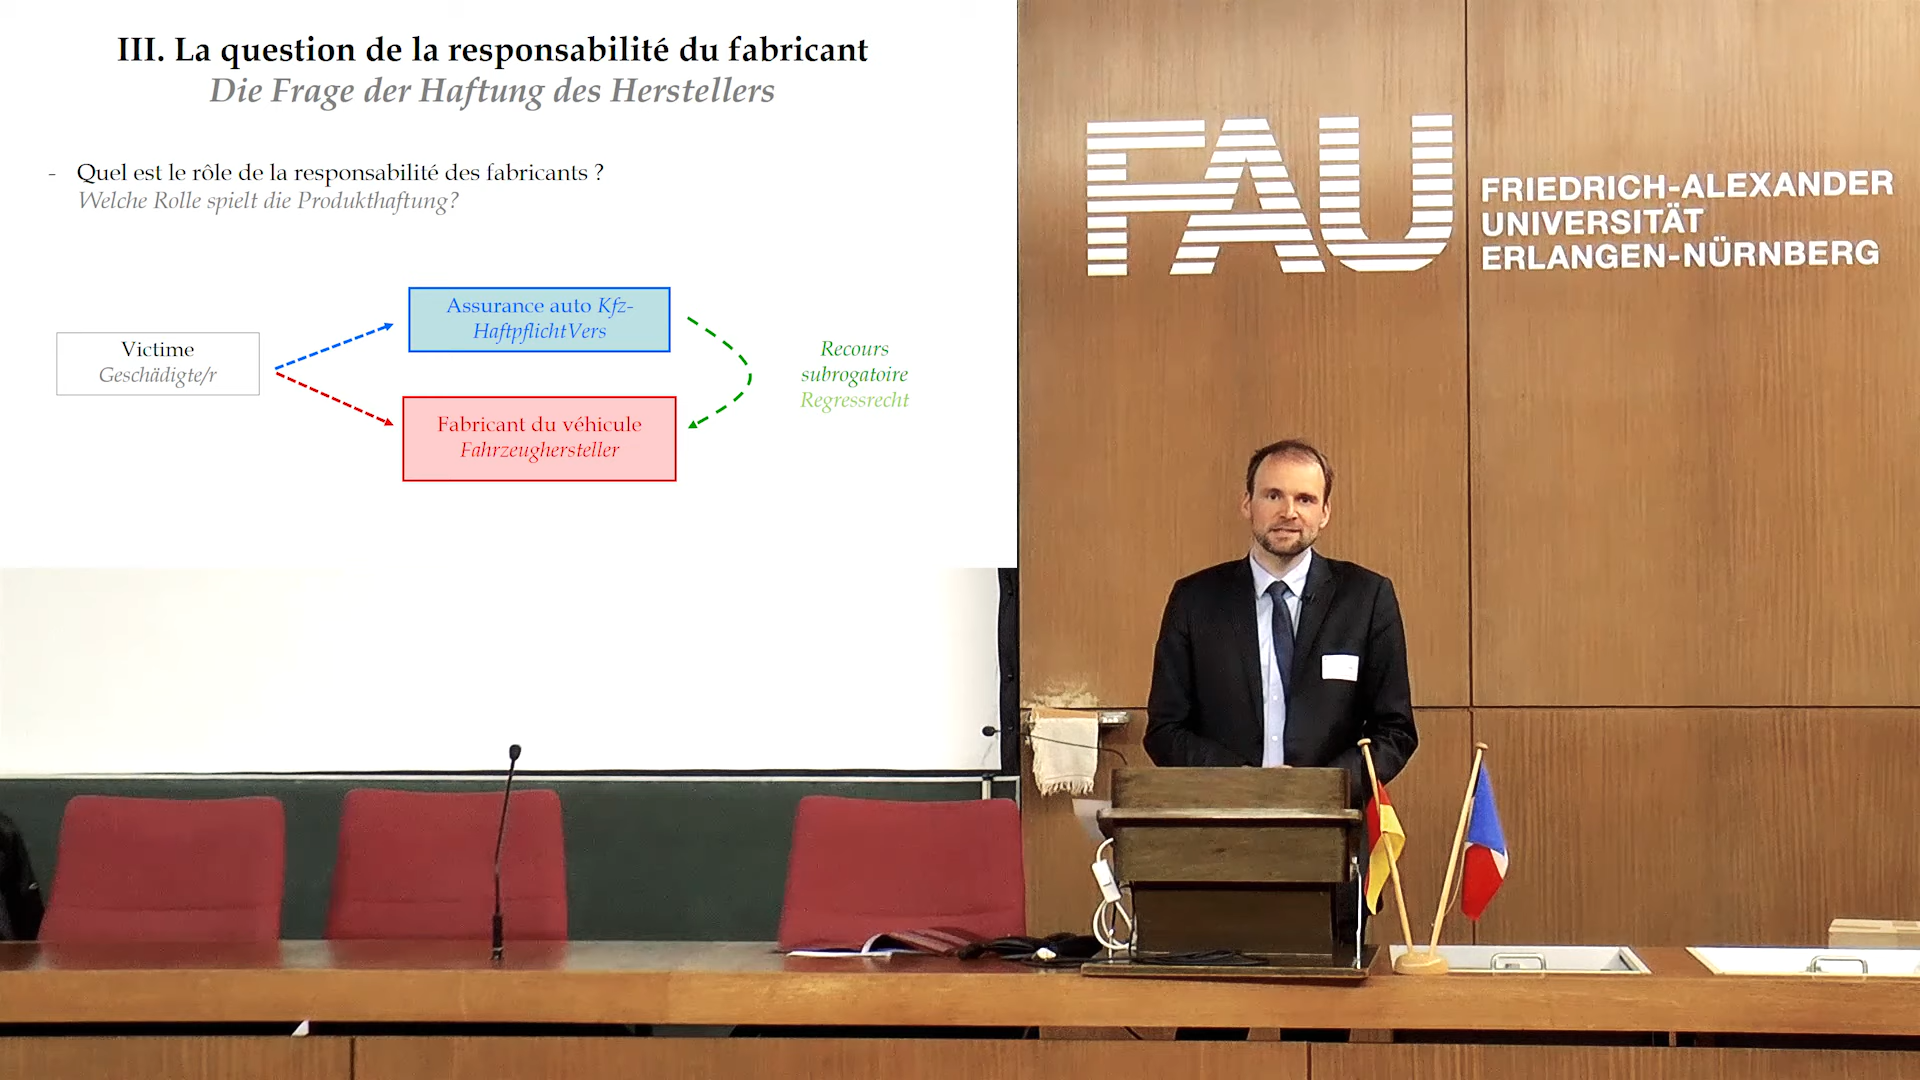 III. La question de la responsabilité du fabricant
Die Frage der Haftung des Herstellers
- Quel est le rôle de la responsabilité des fabricants ?
Welche Rolle spielt die Produkthaftung?
Victime
Geschädigte/r
Assurance auto Kfz-
HaftpflichtVers
Fabricant du véhicule
Fahrzeughersteller
Recours
subrogatoire
Regressrecht
FAU
FRIEDRICH-ALEXANDER
UNIVERSITÄT
ERLANGEN-NÜRNBERG